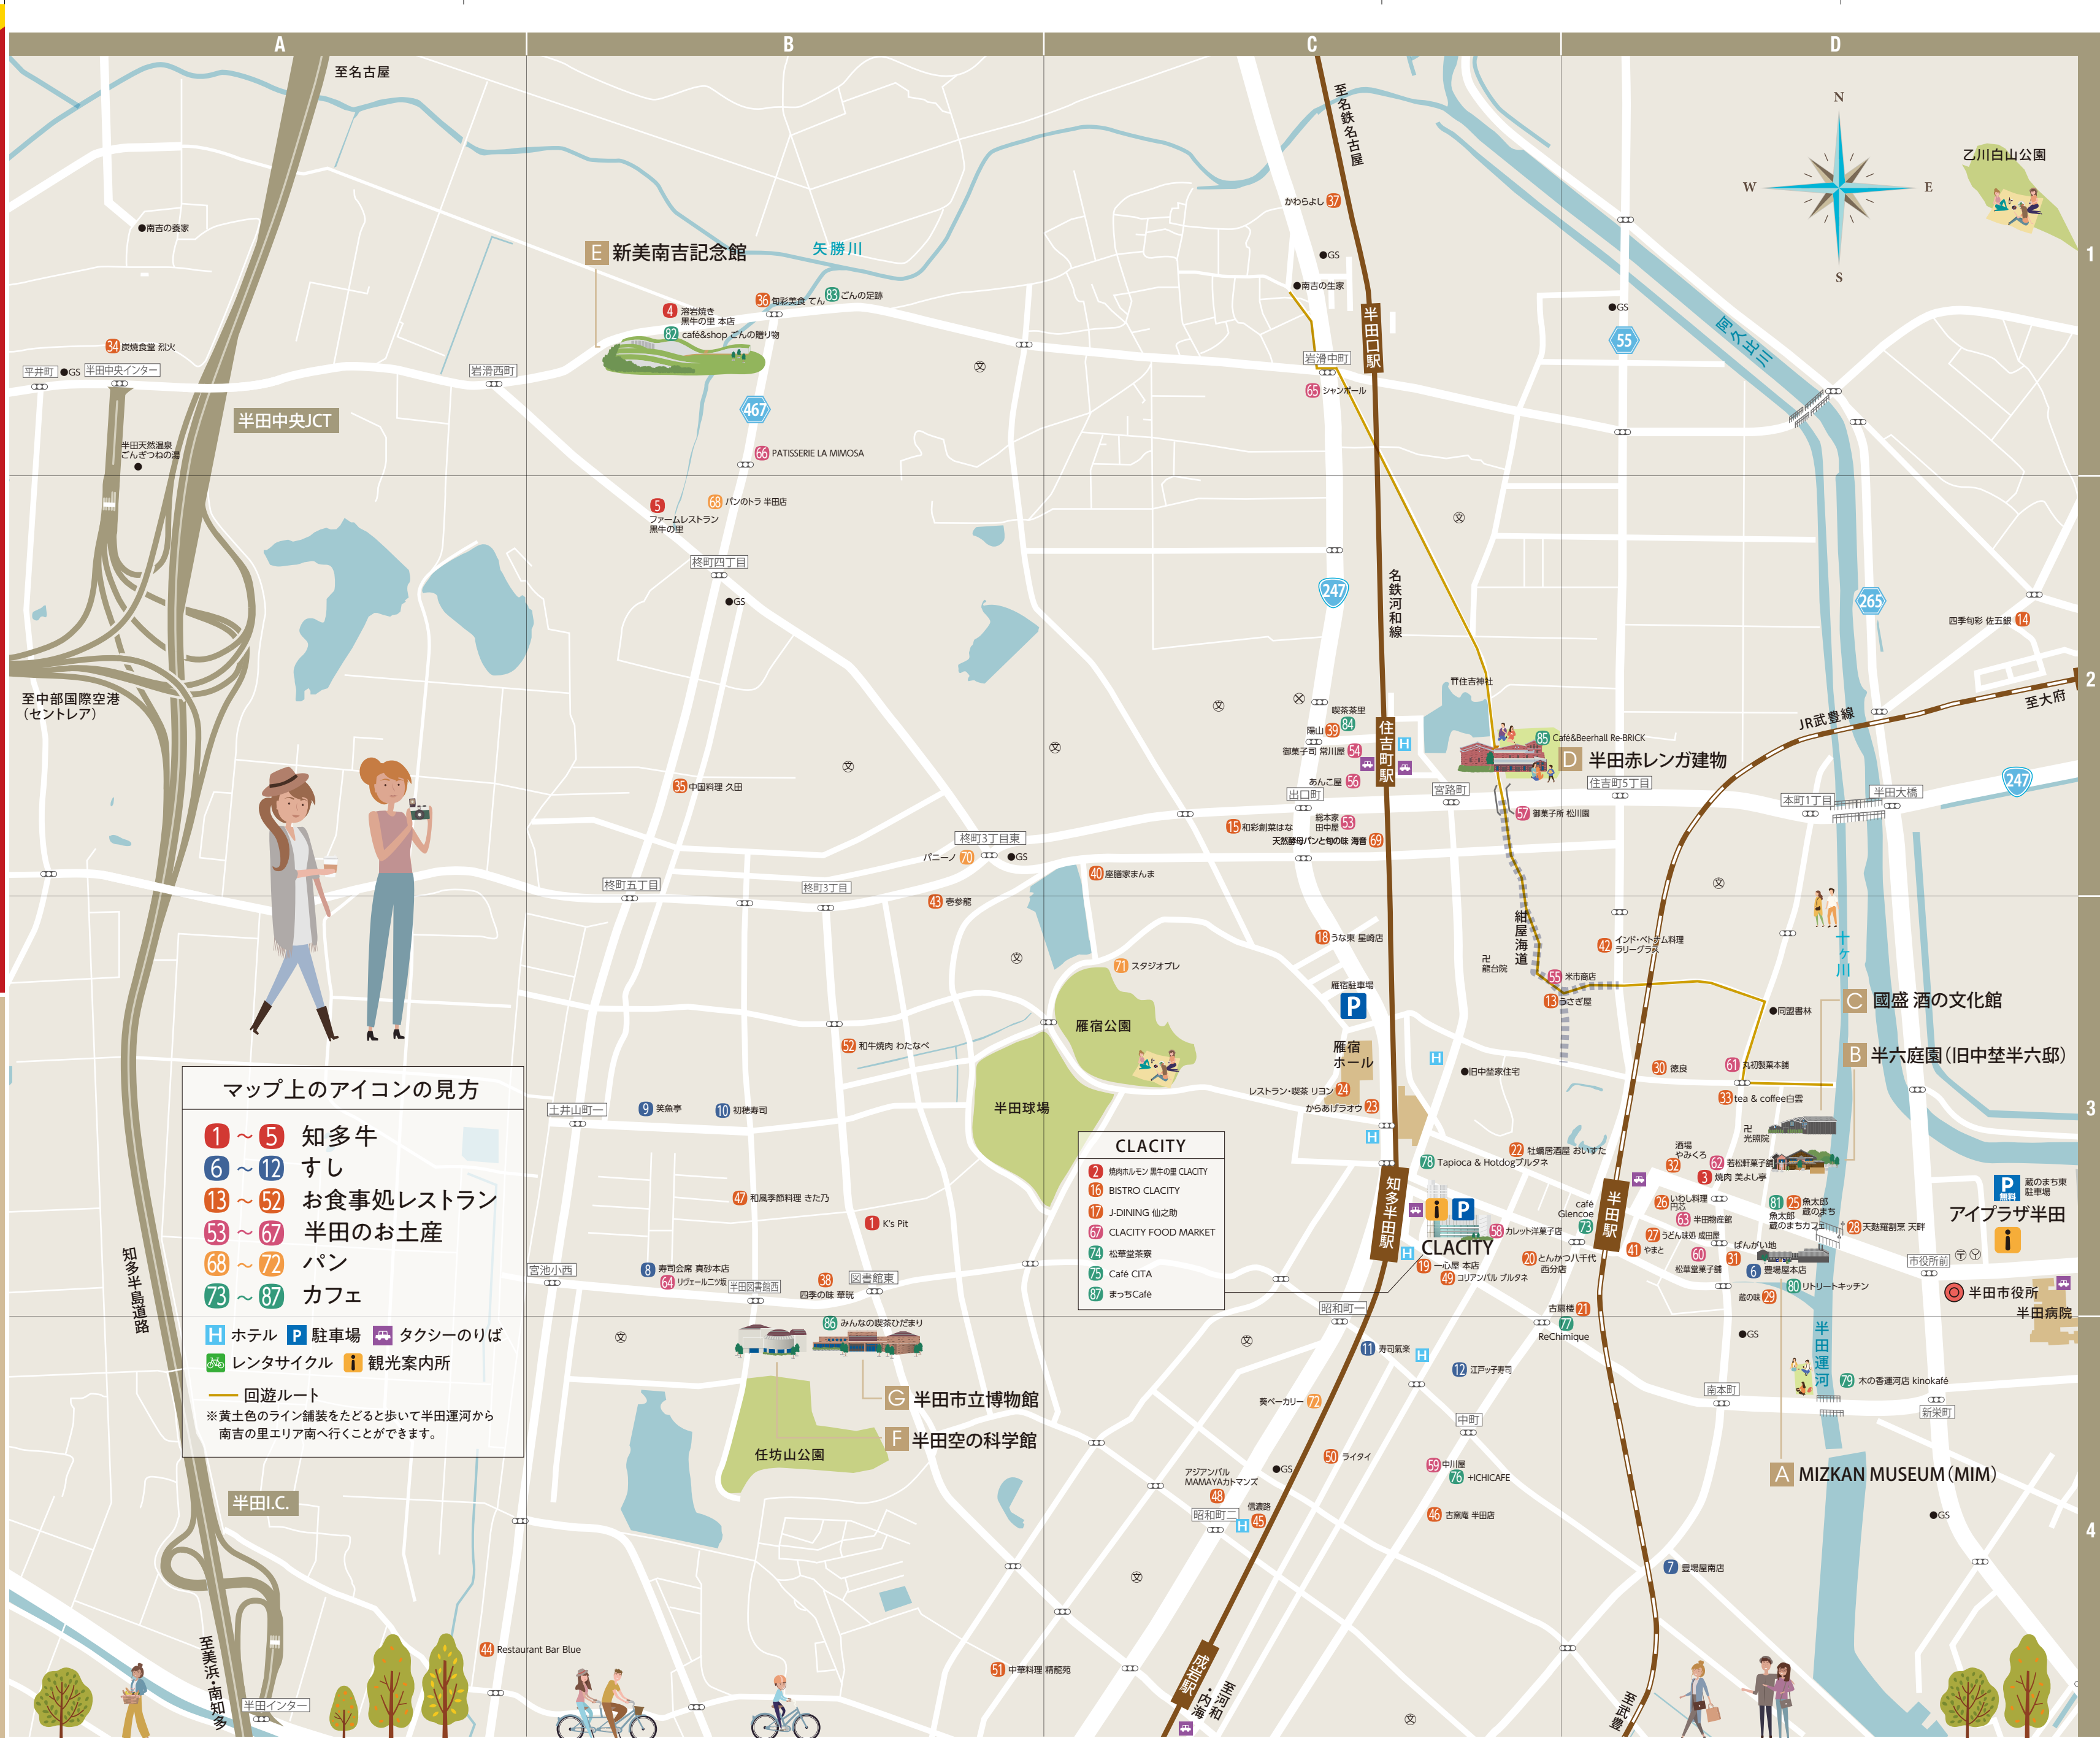 A
B
C
D
至名古屋
至名鉄名古屋
N
W
E
S
乙川白山公園
かわらよし 37
●南吉の養家
E 新美南吉記念館
矢勝川
●GS
1
36 旬彩美食 てん
83 ごんの足跡
●南吉の生家
4 溶岩焼き
黒牛の里 本店
82 café&shop ごんの贈り物
半田口駅
●GS
55
阿久比川
34 炭焼食堂 烈火
平井町
●GS
半田中央インター
岩滑西町
岩滑中町
65 シャンボール
467
半田中央JCT
半田天然温泉
ごんぎつねの湯
66 PATISSERIE LA MIMOSA
5
ファームレストラン
黒牛の里
68 パンのトラ 半田店
柊町四丁目
●GS
247
名鉄河和線
265
四季旬彩 佐五銀 14
2
至中部国際空港
(セントレア)
住吉神社
至大府
JR武豊線
喫茶茶里
84
陽山 39
御菓子司 常川屋 54
住吉町駅
H
85 Café&Beerhall Re-BRICK
D 半田赤レンガ建物
あんこ屋 56
出口町
宮路町
住吉町5丁目
本町1丁目
半田大橋
247
35 中国料理 久田
57 御菓子所 松川園
15 和彩創菜はな
総本家
田中屋 53
天然酵母パンと旬の味 海音 69
柊町3丁目東
パニーノ 70
●GS
40 座膳家まんま
柊町五丁目
柊町3丁目
43 壱参龍
18 うな東 星崎店
紺屋海道
42 インド・ベトナム料理
ラリーグラス
十ヶ川
龍台院
71 スタジオプレ
55 米市商店
13 うさぎ屋
雁宿駐車場
P
雁宿公園
●同盟書林
C 國盛 酒の文化館
52 和牛焼肉 わたなべ
雁宿
ホール
H
●旧中埜家住宅
30 徳良
61 丸初製菓本舗
B 半六庭園(旧中埜半六邸)
マップ上のアイコンの見方
1 ～ 5 知多牛
6 ～ 12 すし
13 ～ 52 お食事処レストラン
53 ～ 67 半田のお土産
68 ～ 72 パン
73 ～ 87 カフェ
H ホテル P 駐車場 タクシーのりば
レンタサイクル i 観光案内所
回遊ルート
※黄土色のライン舗装をたどると歩いて半田運河から
南吉の里エリア南へ行くことができます。
土井山町一
9 笑魚亭
10 初穂寿司
半田球場
レストラン・喫茶 リヨン 24
からあげラオウ 23
H
33 tea & coffee白雲
光照院
3
CLACITY
2 焼肉ホルモン 黒牛の里 CLACITY
16 BISTRO CLACITY
17 J-DINING 仙之助
67 CLACITY FOOD MARKET
74 松華堂茶寮
75 Café CITA
87 まっちCafé
22 牡蠣居酒屋 おいすた
78 Tapioca & Hotdogプルタネ
酒場
やみくろ
32
62 若松軒菓子舗
3 焼肉 美よし亭
知多半田駅
i P
CLACITY
H
58 カレット洋菓子店
café
Glencoe
73
半田駅
26 いわし料理
円芯
63 半田物産館
81
魚太郎
蔵のまちカフェ
25 魚太郎
蔵のまち
28 天麩羅割烹 天畔
P
無料
蔵のまち東
駐車場
アイプラザ半田
i
27 うどん味処 成田屋
41 やまと
60
松華堂菓子舗
ばんがい地
31
6 豊場屋本店
市役所前
47 和風季節料理 きた乃
1 K's Pit
宮池小西
8 寿司会席 真砂本店
64 リヴェールニツ坂
半田図書館西
38
四季の味 華晄
図書館東
19 一心屋 本店
49 コリアンバル プルタネ
20 とんかつ八千代
西分店
80 リトリートキッチン
蔵の味 29
半田市役所
半田病院
知多半島道路
昭和町一
古扇楼 21
77
ReChimique
86 みんなの喫茶ひだまり
11 寿司氣楽
H
12 江戸ッ子寿司
●GS
半田運河
79 木の香運河店 kinokafé
G 半田市立博物館
F 半田空の科学館
任坊山公園
葵ベーカリー 72
中町
南本町
新栄町
50 ライタイ
59 中川屋
76 +ICHICAFE
A MIZKAN MUSEUM(MIM)
アジアンバル
MAMAYAカトマンズ
48
●GS
信濃路
45
昭和町二
H
46 古窯庵 半田店
●GS
半田I.C.
4
7 豊場屋南店
至美浜・南知多
44 Restaurant Bar Blue
51 中華料理 精龍苑
成岩駅
至河和・内海
至武豊
半田インター